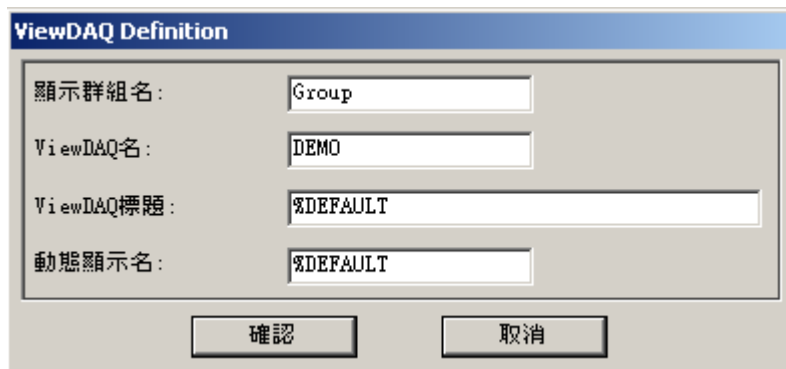 ViewDAQ Definition
顯示群組名: Group
ViewDAQ名: DEMO
ViewDAQ標題: %DEFAULT
動態顯示名: %DEFAULT
確認 取消